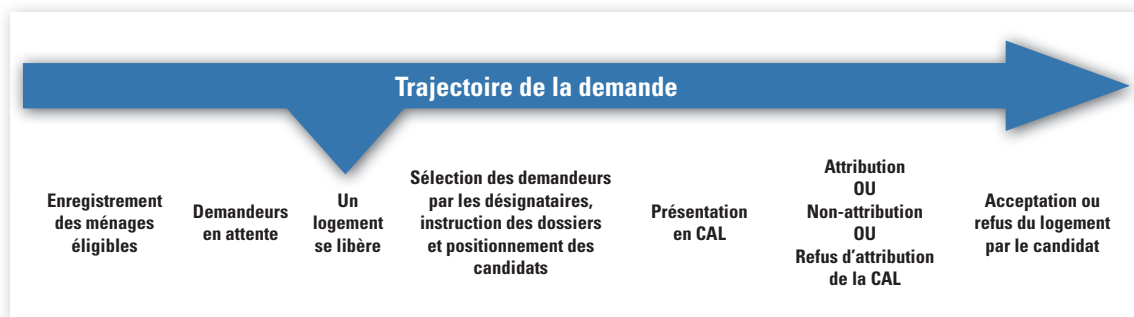 Trajectoire de la demande
Enregistrement
des ménages
éligibles
Demandeurs
en attente
Un
logement
se libère
Sélection des demandeurs
par les désignataires,
instruction des dossiers
et positionnement des
candidats
Présentation
en CAL
Attribution
OU
Non-attribution
OU
Refus d’attribution
de la CAL
Acceptation ou
refus du logement
par le candidat